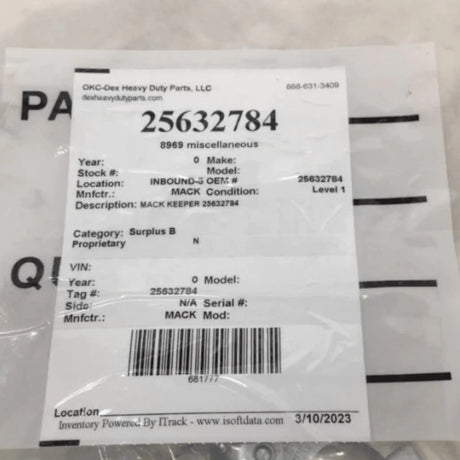 PA
OKC-Dex Heavy Duty Parts, LLC 888-631-3409
dexheavydutyparts.com
25632784
8969 miscellaneous
Year: 0 Make:
Stock #: Model:
Location: INBOUND-3 OEM # 25632784
Mnfctr.: MACK Condition: Level 1
Description: MACK KEEPER 25632784
Category: Surplus B
Proprietary N
QU
VIN:
Year: 0 Model:
Tag #: 25632784
Side: N/A Serial #:
Mnfctr.: MACK Mod:
681777
Location
Inventory Powered By ITrack - www.isoftdata.com 3/10/2023